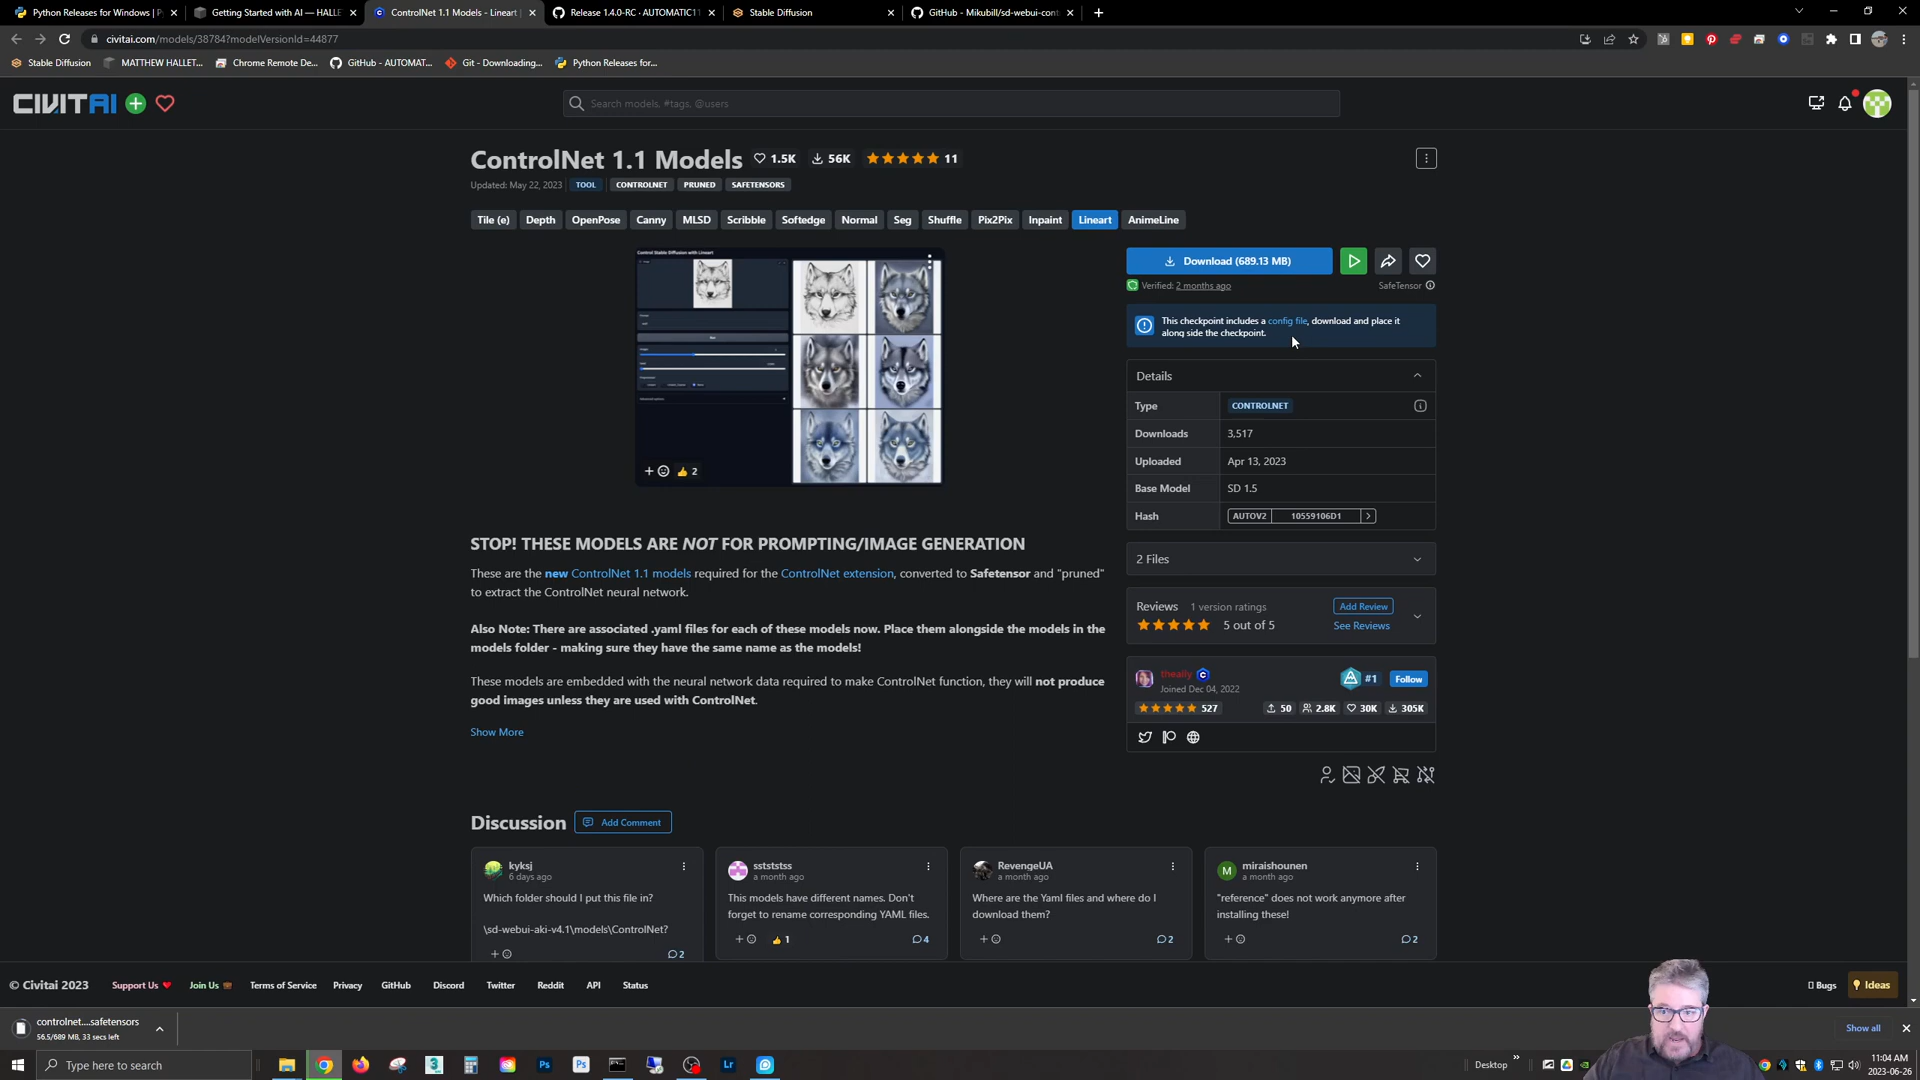 Python Releases for Windows | P
Getting Started with AI — HALLE
ControlNet 1.1 Models - Lineart |
Release 1.4.0-RC · AUTOMATIC11
Stable Diffusion
GitHub - Mikubill/sd-webui-cont
civitai.com/models/38784?modelVersionId=44877
Stable Diffusion
MATTHEW HALLET...
Chrome Remote De...
GitHub - AUTOMAT...
Git - Downloading...
Python Releases for...
CIVITAI
Search models, #tags, @users
ControlNet 1.1 Models
1.5K
56K
11
Updated: May 22, 2023
TOOL
CONTROLNET
PRUNED
SAFETENSORS
Tile (e)
Depth
OpenPose
Canny
MLSD
Scribble
Softedge
Normal
Seg
Shuffle
Pix2Pix
Inpaint
Lineart
AnimeLine
Control Stable Diffusion with Lineart
2
Download (689.13 MB)
Verified: 2 months ago
SafeTensor
This checkpoint includes a config file, download and place it
along side the checkpoint.
Details
Type
CONTROLNET
Downloads
3,517
Uploaded
Apr 13, 2023
Base Model
SD 1.5
Hash
AUTOV2
10559106D1
2 Files
Reviews
1 version ratings
Add Review
5 out of 5
See Reviews
theally
Joined Dec 04, 2022
#1
Follow
527
50
2.8K
30K
305K
STOP! THESE MODELS ARE NOT FOR PROMPTING/IMAGE GENERATION
These are the new ControlNet 1.1 models required for the ControlNet extension, converted to Safetensor and "pruned"
to extract the ControlNet neural network.
Also Note: There are associated .yaml files for each of these models now. Place them alongside the models in the
models folder - making sure they have the same name as the models!
These models are embedded with the neural network data required to make ControlNet function, they will not produce
good images unless they are used with ControlNet.
Show More
Discussion
Add Comment
kyksj
6 days ago
Which folder should I put this file in?
\sd-webui-aki-v4.1\models\ControlNet?
2
sstststss
a month ago
This models have different names. Don't
forget to rename corresponding YAML files.
1
4
RevengeUA
a month ago
Where are the Yaml files and where do I
download them?
2
M
miraishounen
a month ago
"reference" does not work anymore after
installing these!
2
© Civitai 2023
Support Us
Join Us
Terms of Service
Privacy
GitHub
Discord
Twitter
Reddit
API
Status
Bugs
Ideas
controlnet....safetensors
56.5/689 MB, 33 secs left
Show all
Type here to search
Desktop
11:04 AM
2023-06-26